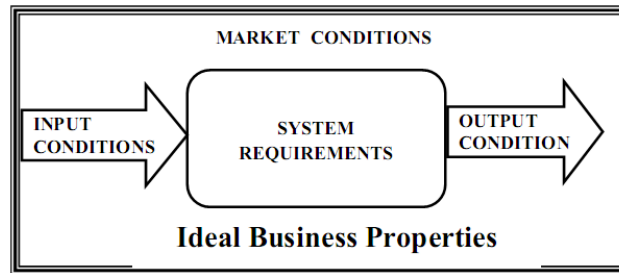 MARKET CONDITIONS
INPUT
CONDITIONS
SYSTEM
REQUIREMENTS
OUTPUT
CONDITION
Ideal Business Properties